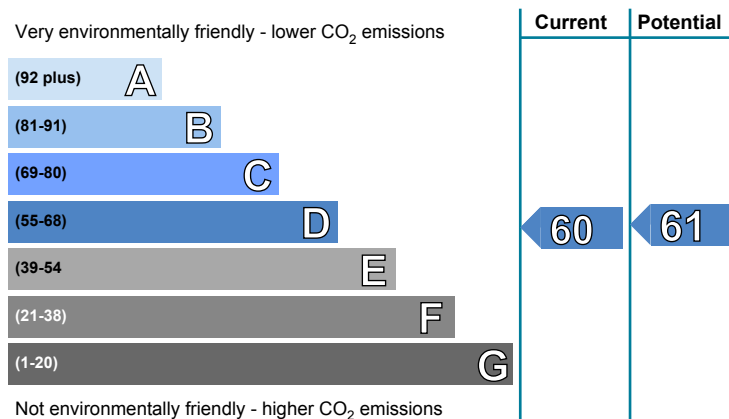 Very environmentally friendly - lower CO₂ emissions
Current
Potential
(92 plus) A
(81-91) B
(69-80) C
(55-68) D
(39-54 E
(21-38) F
(1-20) G
60
61
Not environmentally friendly - higher CO₂ emissions